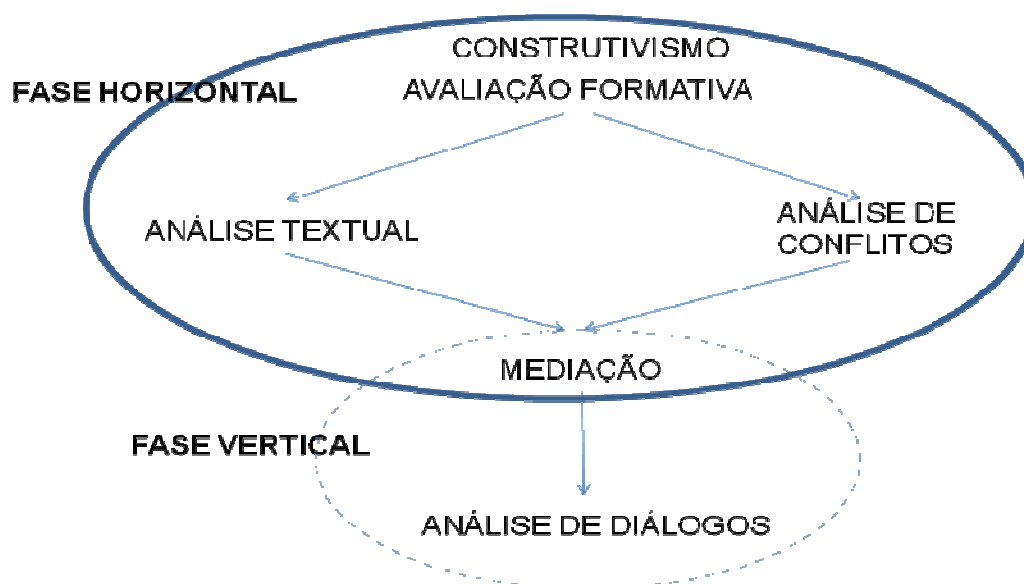 CONSTRUTIVISMO
FASE HORIZONTAL
AVALIAÇÃO FORMATIVA
ANÁLISE TEXTUAL
ANÁLISE DE
CONFLITOS
MEDIAÇÃO
FASE VERTICAL
ANÁLISE DE DIÁLOGOS